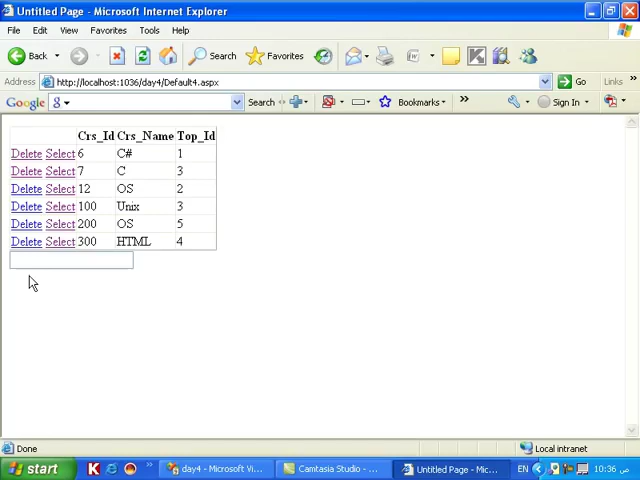 Untitled Page - Microsoft Internet Explorer
File Edit View Favorites Tools Help
Back Search Favorites
Address http://localhost:1036/day4/Default4.aspx Go Links »
Google g Search Bookmarks » Sign In
Crs_Id Crs_Name Top_Id
Delete Select 6 C# 1
Delete Select 7 C 3
Delete Select 12 OS 2
Delete Select 100 Unix 3
Delete Select 200 OS 5
Delete Select 300 HTML 4
Done Local intranet
start K » day4 - Microsoft Vi... Camtasia Studio - ... Untitled Page - Mic... EN 10:36 ص